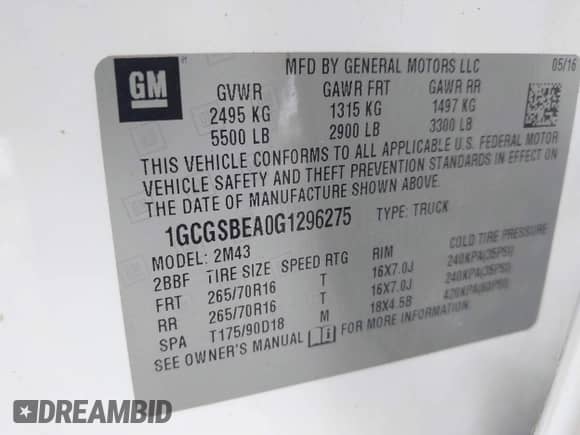 GM
MFD BY GENERAL MOTORS LLC 05/16
GVWR GAWR FRT GAWR RR
2495 KG 1315 KG 1497 KG
5500 LB 2900 LB 3300 LB
THIS VEHICLE CONFORMS TO ALL APPLICABLE U.S. FEDERAL MOTOR
VEHICLE SAFETY AND THEFT PREVENTION STANDARDS IN EFFECT ON
THE DATE OF MANUFACTURE SHOWN ABOVE.
1GCGSBEA0G1296275 TYPE: TRUCK
MODEL: 2M43
2BBF TIRE SIZE SPEED RTG RIM COLD TIRE PRESSURE
FRT 265/70R16 T 16X7.0J 240KPA(35PSI)
RR 265/70R16 T 16X7.0J 240KPA(35PSI)
SPA T175/90D18 M 18X4.5B 420KPA(60PSI)
SEE OWNER'S MANUAL FOR MORE INFORMATION
DREAMBID